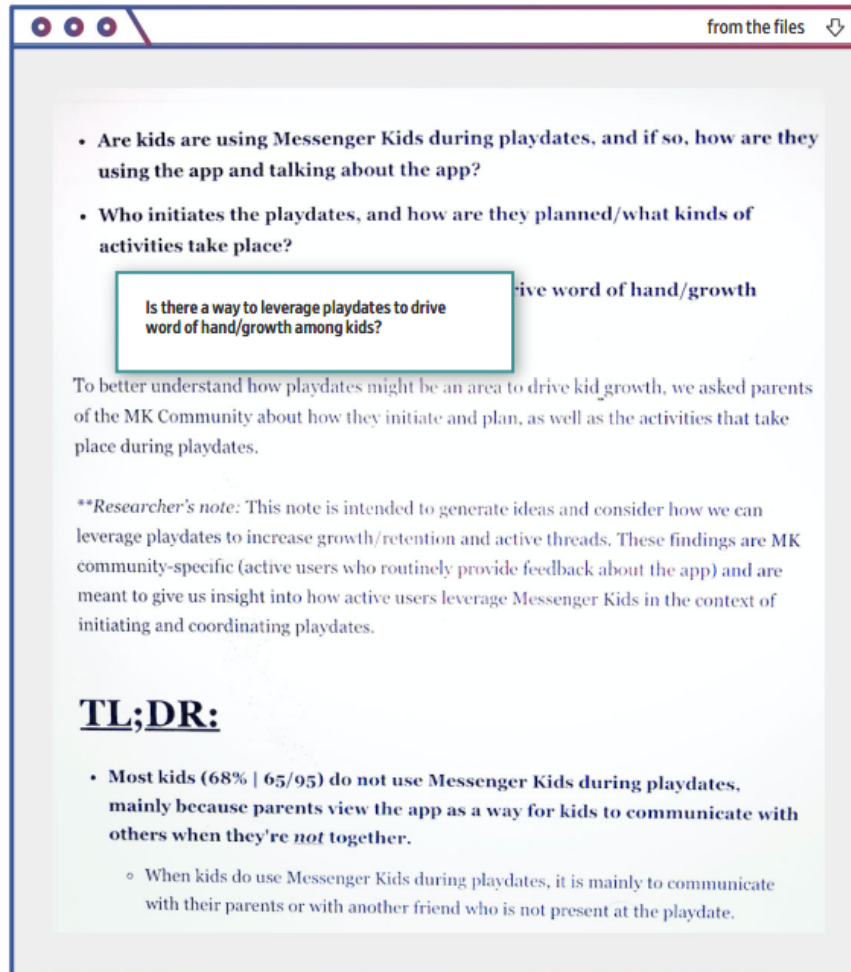 from the files
• Are kids are using Messenger Kids during playdates, and if so, how are they
using the app and talking about the app?
• Who initiates the playdates, and how are they planned/what kinds of
activities take place?
Is there a way to leverage playdates to drive
word of hand/growth among kids?
rive word of hand/growth
To better understand how playdates might be an area to drive kid growth, we asked parents
of the MK Community about how they initiate and plan, as well as the activities that take
place during playdates.
**Researcher's note: This note is intended to generate ideas and consider how we can
leverage playdates to increase growth/retention and active threads. These findings are MK
community-specific (active users who routinely provide feedback about the app) and are
meant to give us insight into how active users leverage Messenger Kids in the context of
initiating and coordinating playdates.
TL;DR:
• Most kids (68% | 65/95) do not use Messenger Kids during playdates,
mainly because parents view the app as a way for kids to communicate with
others when they're not together.
◦ When kids do use Messenger Kids during playdates, it is mainly to communicate
with their parents or with another friend who is not present at the playdate.